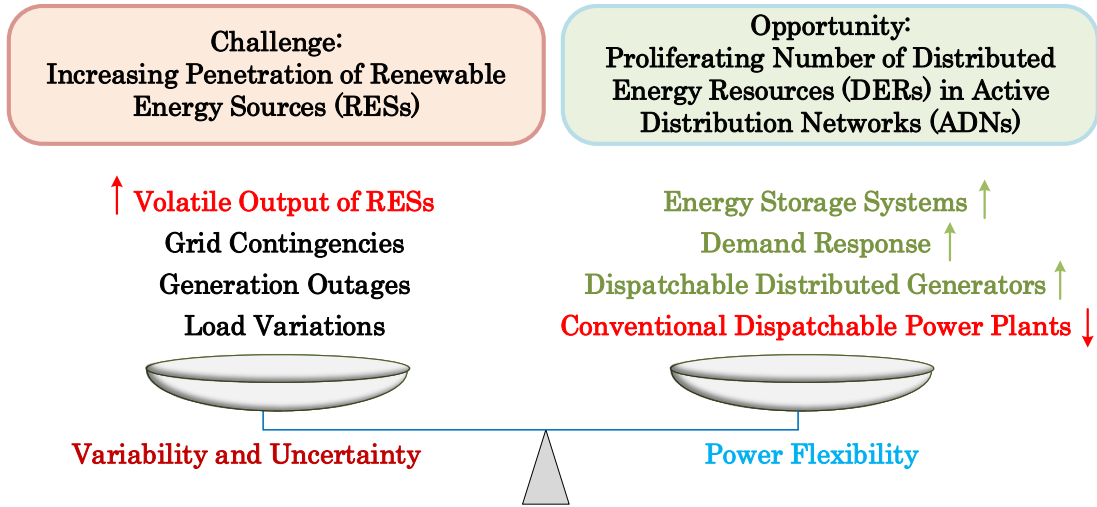 Challenge:
Increasing Penetration of Renewable
Energy Sources (RESs)
Opportunity:
Proliferating Number of Distributed
Energy Resources (DERs) in Active
Distribution Networks (ADNs)
Volatile Output of RESs
Grid Contingencies
Generation Outages
Load Variations
Energy Storage Systems
Demand Response
Dispatchable Distributed Generators
Conventional Dispatchable Power Plants
Variability and Uncertainty
Power Flexibility